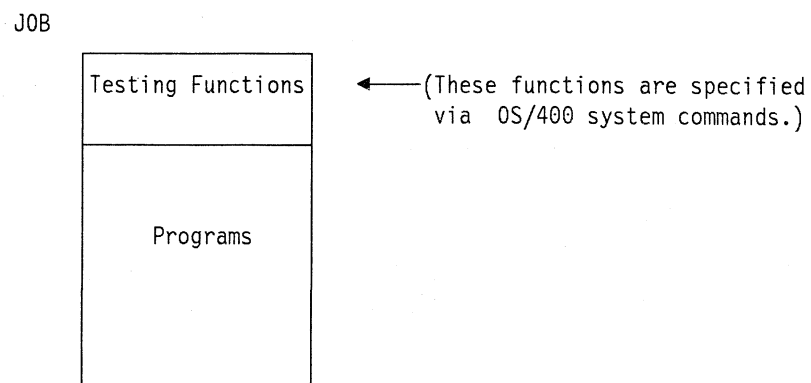 JOB
Testing Functions
(These functions are specified
via OS/400 system commands.)
Programs